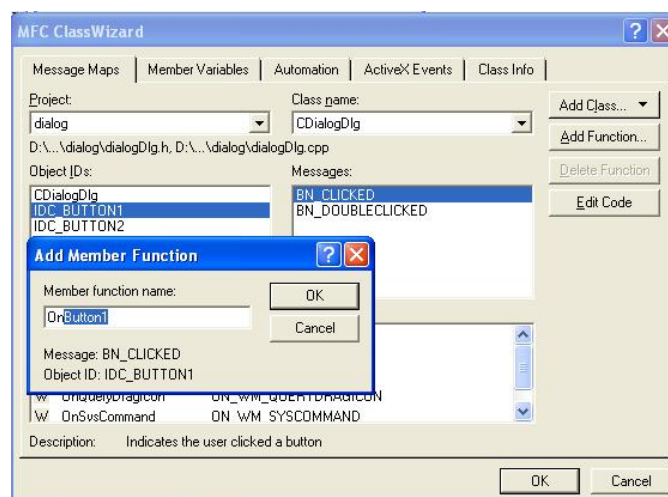 MFC ClassWizard
Message Maps Member Variables Automation ActiveX Events Class Info
Project: Class name:
dialog CDialogDlg
Add Class...
D:\...\dialog\dialogDlg.h, D:\...\dialog\dialogDlg.cpp
Add Function...
Object IDs: Messages:
Delete Function
CDialogDlg BN_CLICKED
IDC_BUTTON1 BN_DOUBLECLICKED
IDC_BUTTON2
Edit Code
Add Member Function
Member function name:
OnButton1
OK
Cancel
Message: BN_CLICKED
Object ID: IDC_BUTTON1
W OnQueryDragIcon ON_WM_QUERYDRAGICON
W OnSysCommand ON_WM_SYSCOMMAND
Description: Indicates the user clicked a button
OK Cancel